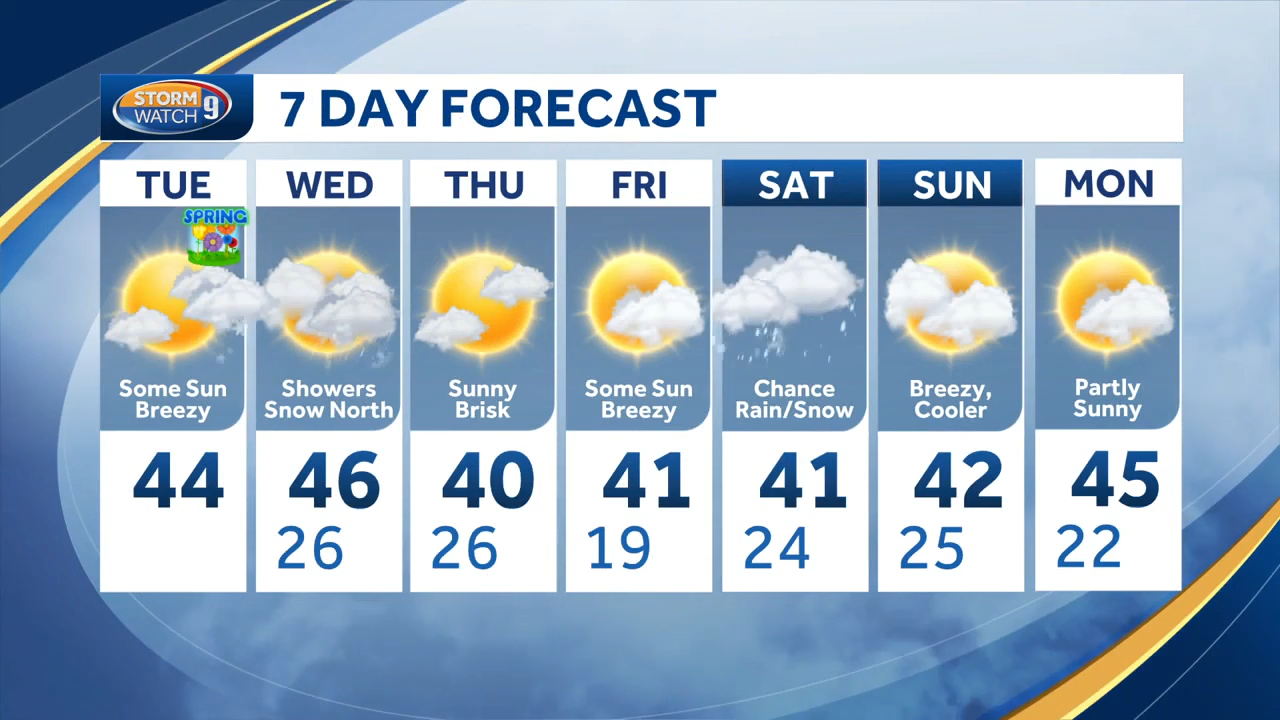 STORM
WATCH 9
7 DAY FORECAST
TUE
SPRING
Some Sun
Breezy
44
WED
Showers
Snow North
46
26
THU
Sunny
Brisk
40
26
FRI
Some Sun
Breezy
41
19
SAT
Chance
Rain/Snow
41
24
SUN
Breezy,
Cooler
42
25
MON
Partly
Sunny
45
22